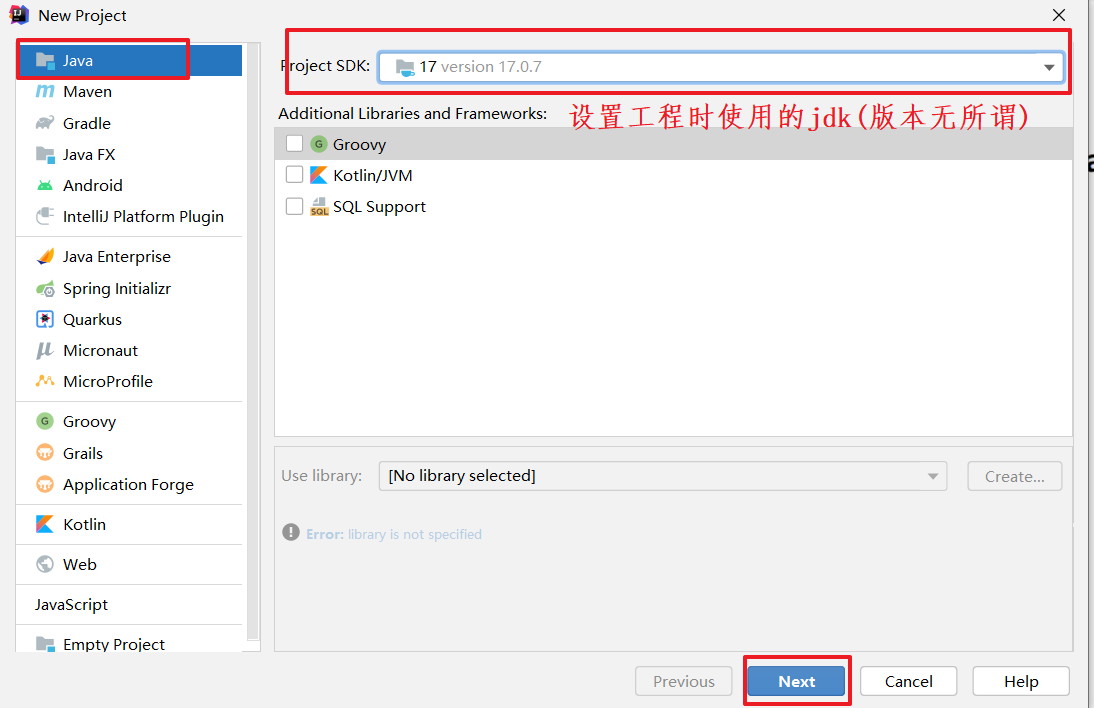 New Project
Java
Maven
Gradle
Java FX
Android
IntelliJ Platform Plugin
Java Enterprise
Spring Initializr
Quarkus
Micronaut
MicroProfile
Groovy
Grails
Application Forge
Kotlin
Web
JavaScript
Empty Project
Project SDK: 17 version 17.0.7
Additional Libraries and Frameworks: 设置工程时使用的jdk(版本无所谓)
Groovy
Kotlin/JVM
SQL Support
Use library: [No library selected] Create...
Error: library is not specified
Previous Next Cancel Help